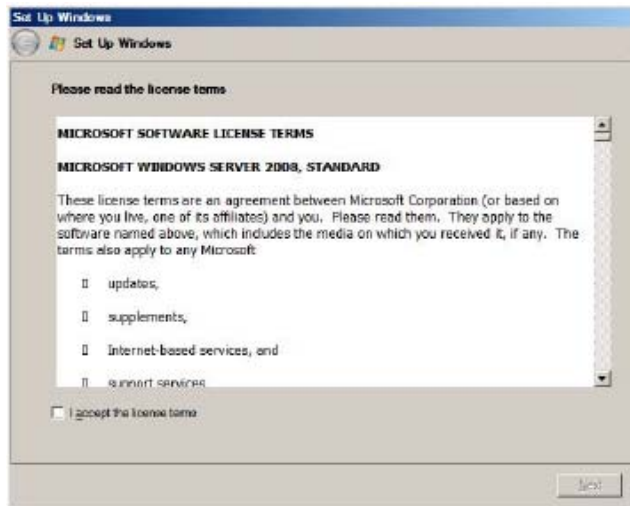 Set Up Windows
Set Up Windows
Please read the license terms
MICROSOFT SOFTWARE LICENSE TERMS
MICROSOFT WINDOWS SERVER 2008, STANDARD
These license terms are an agreement between Microsoft Corporation (or based on
where you live, one of its affiliates) and you. Please read them. They apply to the
software named above, which includes the media on which you received it, if any. The
terms also apply to any Microsoft
updates,
supplements,
Internet-based services, and
support services
I accept the license terms
Next